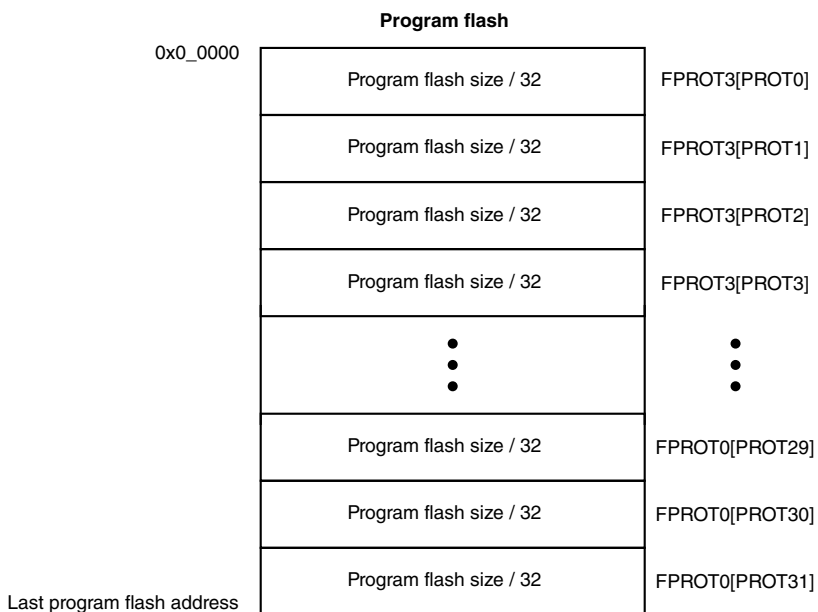 Program flash
0x0_0000
Program flash size / 32
FPROT3[PROT0]
Program flash size / 32
FPROT3[PROT1]
Program flash size / 32
FPROT3[PROT2]
Program flash size / 32
FPROT3[PROT3]
Program flash size / 32
FPROT0[PROT29]
Program flash size / 32
FPROT0[PROT30]
Program flash size / 32
FPROT0[PROT31]
Last program flash address